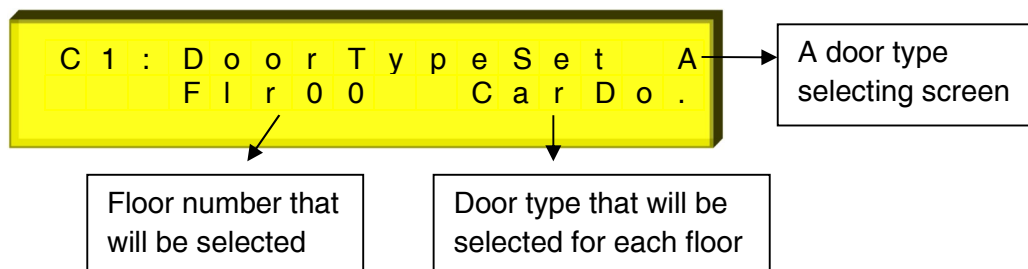 C1: DoorTypeSet A
Flr00 CarDo.
A door type
selecting screen
Floor number that
will be selected
Door type that will be
selected for each floor